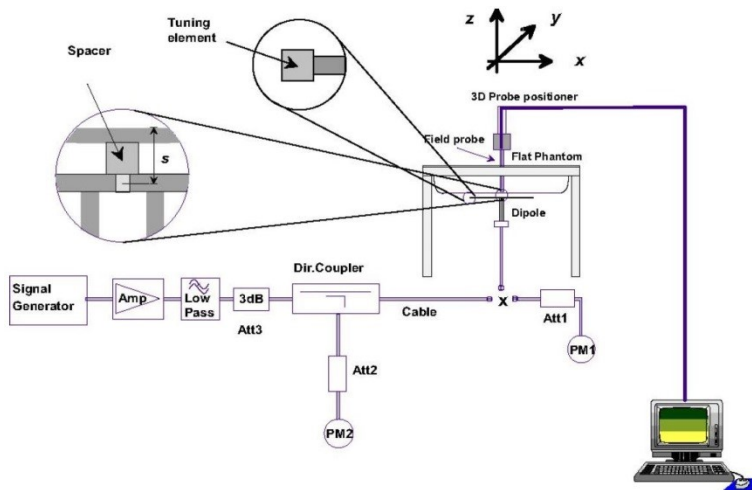 Tuning
element
z
y
x
Spacer
3D Probe positioner
s
Field probe
Flat Phantom
Dipole
Dir.Coupler
Signal
Generator
Amp
Low
Pass
3dB
Att3
Cable
x
Att1
PM1
Att2
PM2